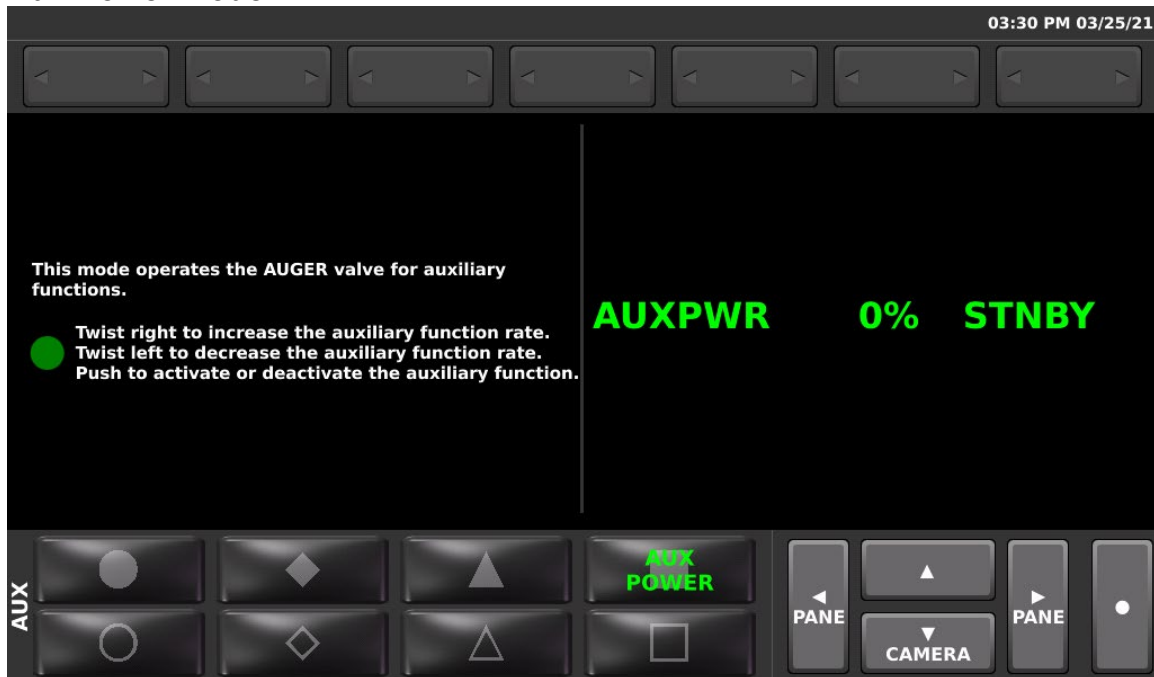 03:30 PM 03/25/21
This mode operates the AUGER valve for auxiliary
functions.
Twist right to increase the auxiliary function rate.
Twist left to decrease the auxiliary function rate.
Push to activate or deactivate the auxiliary function.
AUXPWR 0% STNBY
AUX
AUX
POWER
PANE
CAMERA
PANE